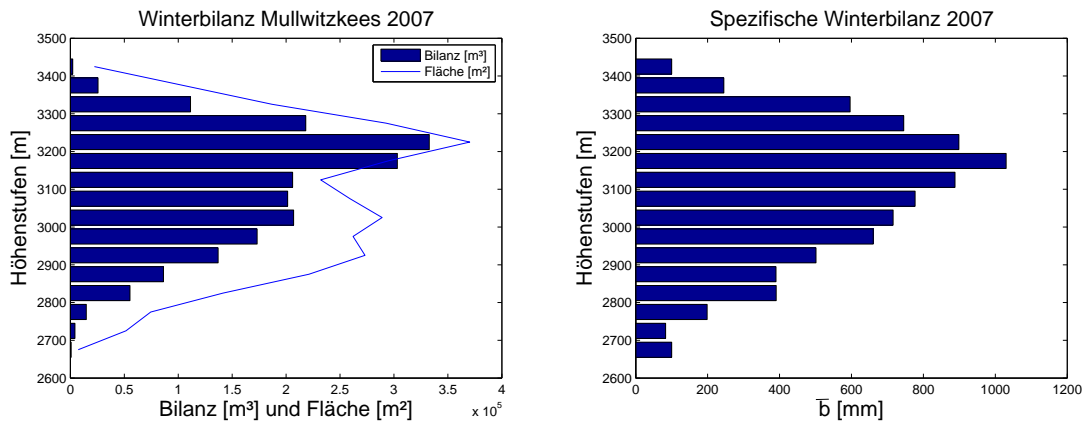 Winterbilanz Mullwitzkees 2007
3500
3400
3300
3200
3100
3000
2900
2800
2700
2600
Höhenstufen [m]
Bilanz [m³]
Fläche [m²]
0 0.5 1 1.5 2 2.5 3 3.5 4
x 10⁵
Bilanz [m³] und Fläche [m²]
Spezifische Winterbilanz 2007
3500
3400
3300
3200
3100
3000
2900
2800
2700
2600
Höhenstufen [m]
0 200 400 600 800 1000 1200
b̅ [mm]